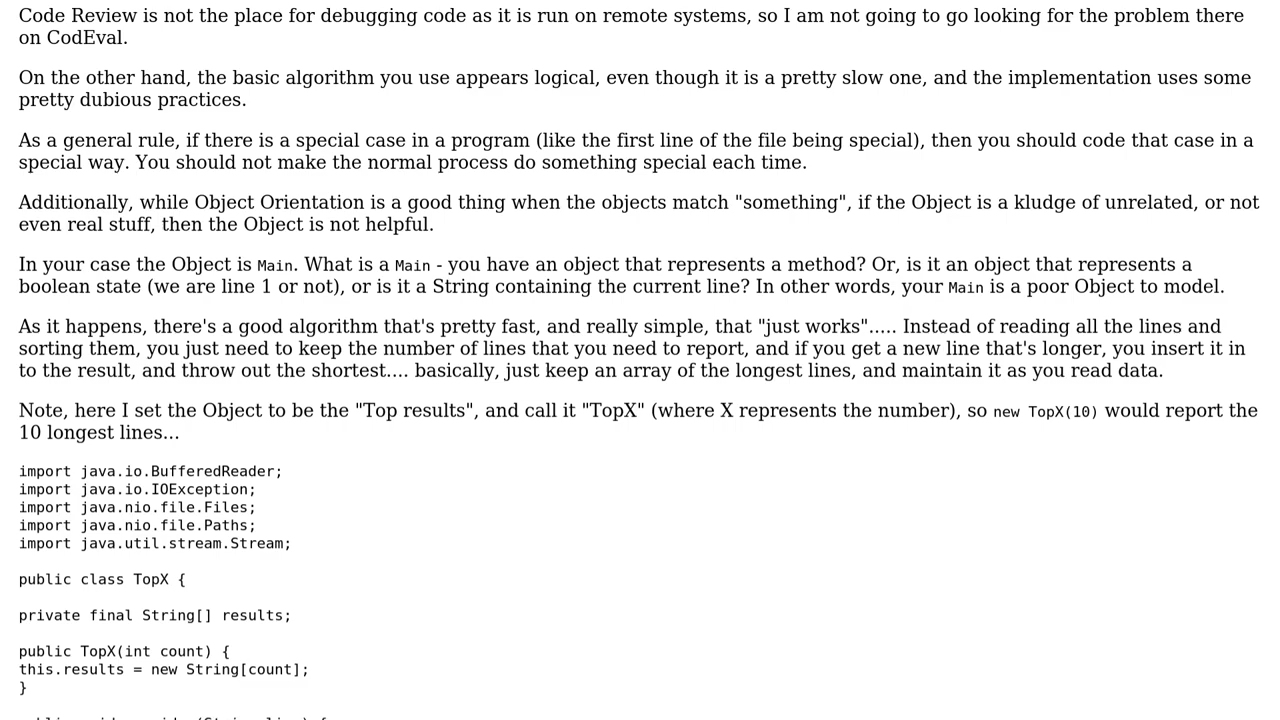 Code Review is not the place for debugging code as it is run on remote systems, so I am not going to go looking for the problem there
on CodEval.
On the other hand, the basic algorithm you use appears logical, even though it is a pretty slow one, and the implementation uses some
pretty dubious practices.
As a general rule, if there is a special case in a program (like the first line of the file being special), then you should code that case in a
special way. You should not make the normal process do something special each time.
Additionally, while Object Orientation is a good thing when the objects match "something", if the Object is a kludge of unrelated, or not
even real stuff, then the Object is not helpful.
In your case the Object is Main. What is a Main - you have an object that represents a method? Or, is it an object that represents a
boolean state (we are line 1 or not), or is it a String containing the current line? In other words, your Main is a poor Object to model.
As it happens, there's a good algorithm that's pretty fast, and really simple, that "just works"..... Instead of reading all the lines and
sorting them, you just need to keep the number of lines that you need to report, and if you get a new line that's longer, you insert it in
to the result, and throw out the shortest.... basically, just keep an array of the longest lines, and maintain it as you read data.
Note, here I set the Object to be the "Top results", and call it "TopX" (where X represents the number), so new TopX(10) would report the
10 longest lines...
import java.io.BufferedReader;
import java.io.IOException;
import java.nio.file.Files;
import java.nio.file.Paths;
import java.util.stream.Stream;
public class TopX {
private final String[] results;
public TopX(int count) {
this.results = new String[count];
}